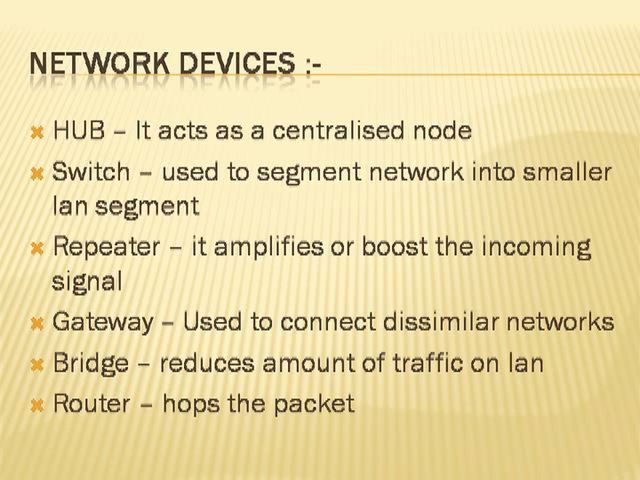 NETWORK DEVICES :-
HUB – It acts as a centralised node
Switch – used to segment network into smaller
lan segment
Repeater – it amplifies or boost the incoming
signal
Gateway – Used to connect dissimilar networks
Bridge – reduces amount of traffic on lan
Router – hops the packet